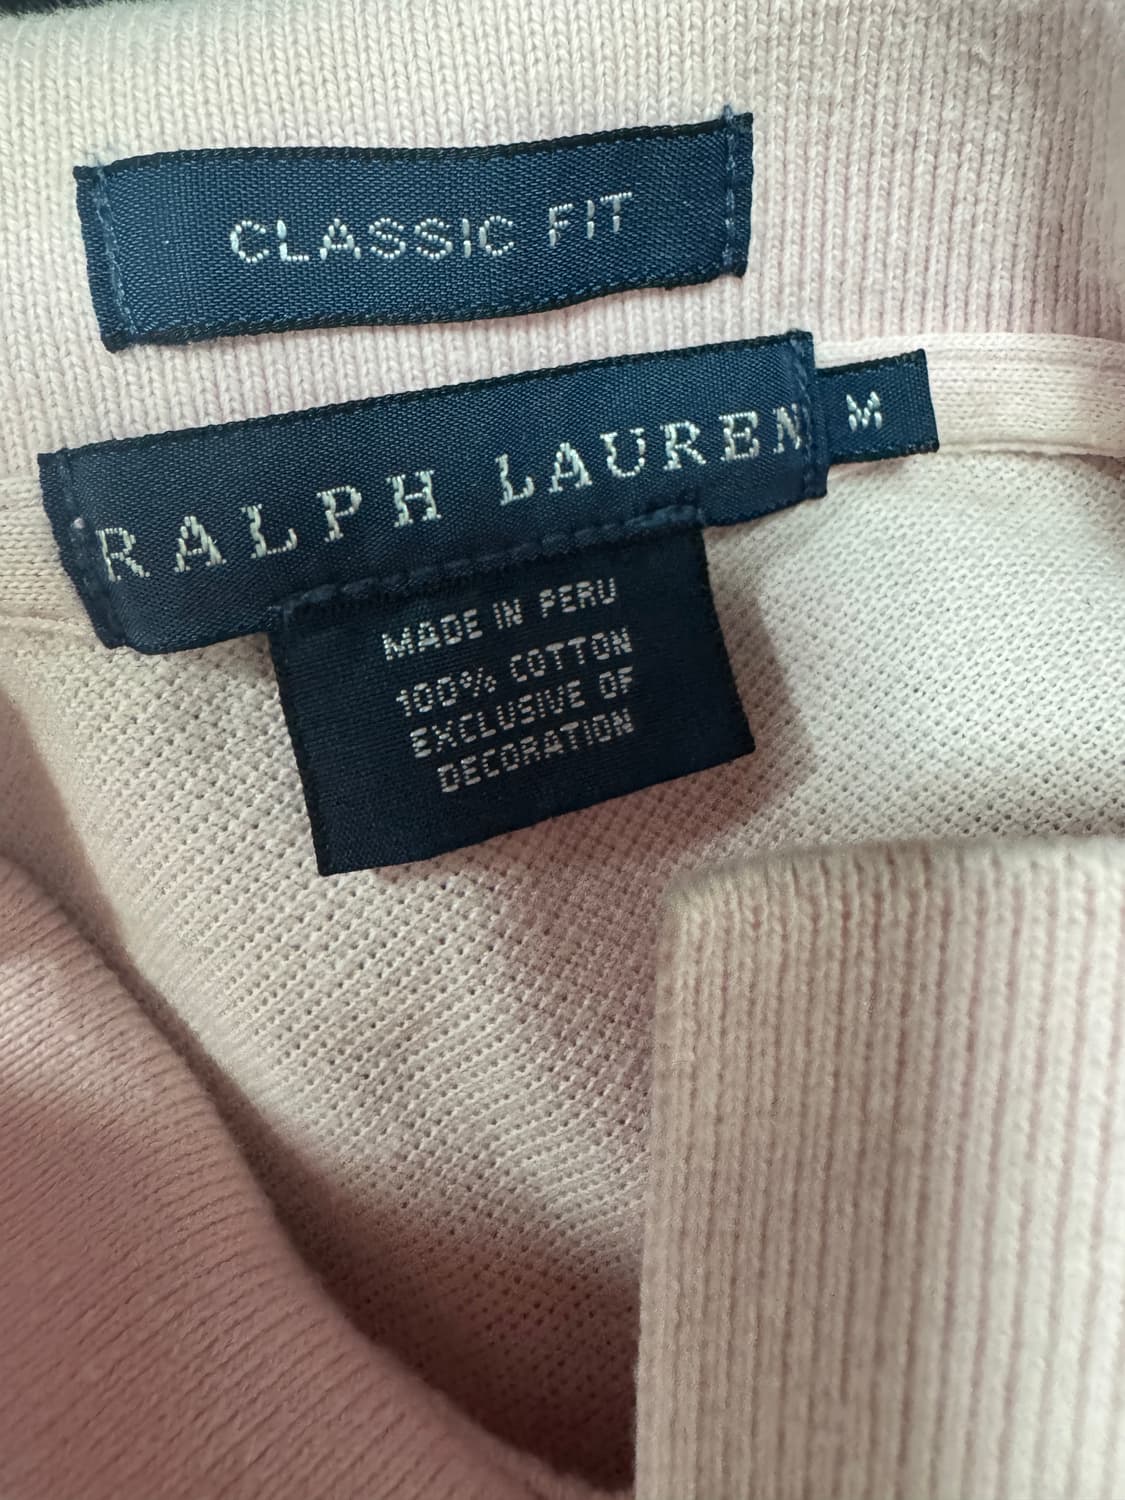 CLASSIC FIT
RALPH LAUREN M
MADE IN PERU
100% COTTON
EXCLUSIVE OF
DECORATION